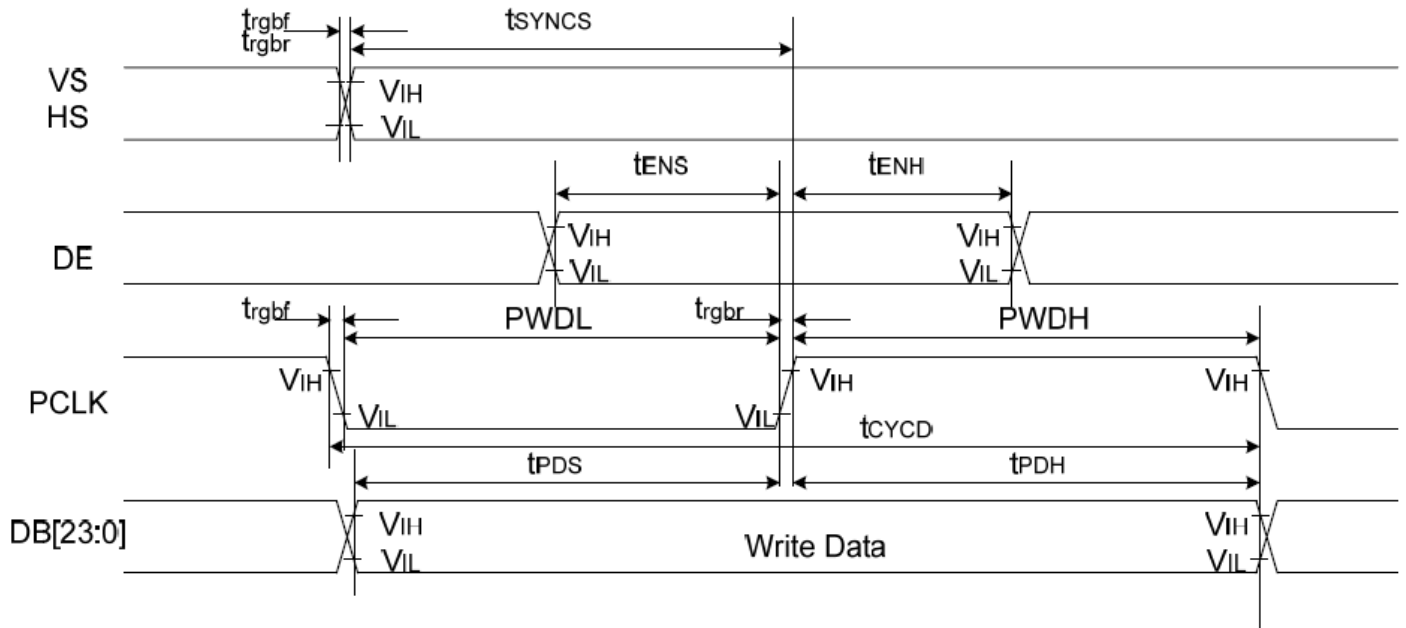 trgbf
trgbr
tSYNCS
VS
HS
VIH
VIL
tENS
tENH
DE
VIH
VIL
VIH
VIL
trgbf
PWDL
trgbr
PWDH
PCLK
VIH
VIL
VIL
VIH
VIH
tCYCD
tPDS
tPDH
DB[23:0]
VIH
VIL
Write Data
VIH
VIL